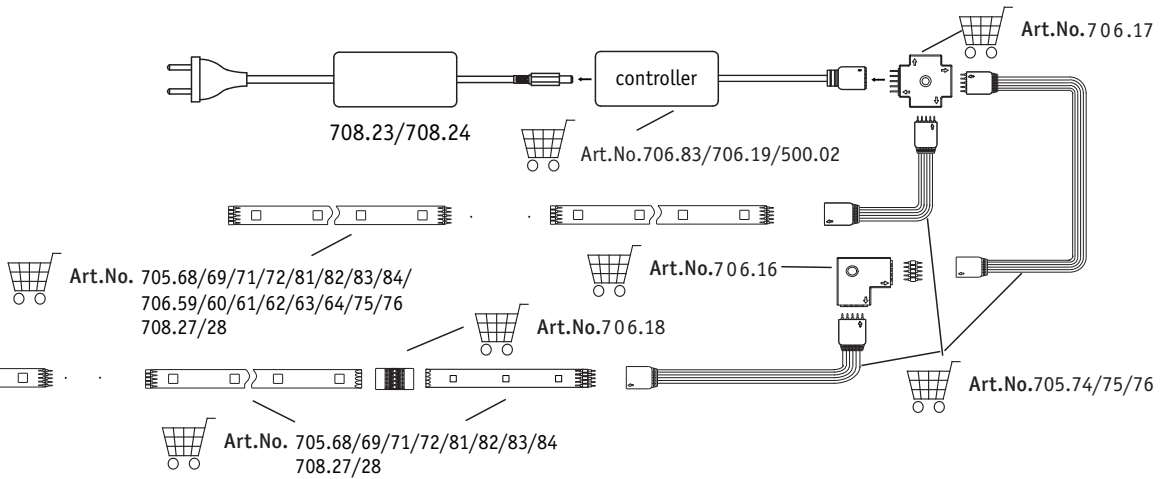 Art.No.706.17
controller
708.23/708.24
Art.No.706.83/706.19/500.02
Art.No. 705.68/69/71/72/81/82/83/84/
706.59/60/61/62/63/64/75/76
708.27/28
Art.No.706.16
Art.No.706.18
Art.No.705.74/75/76
Art.No. 705.68/69/71/72/81/82/83/84
708.27/28